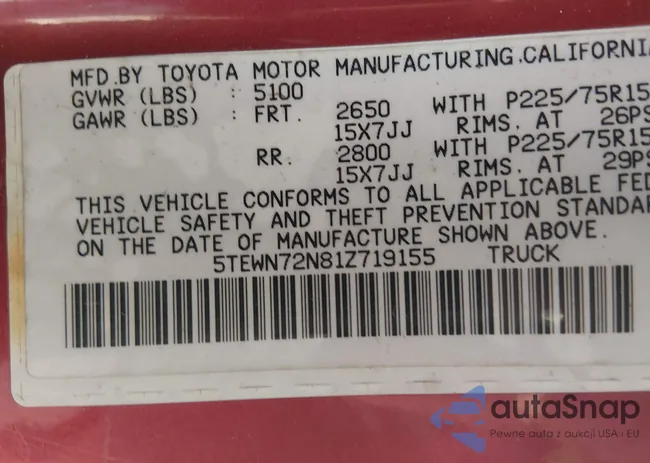 MFD.BY TOYOTA MOTOR MANUFACTURING.CALIFORNIA
GVWR (LBS) : 5100
GAWR (LBS) : FRT. 2650 WITH P225/75R15
15X7JJ RIMS. AT 26PS
RR. 2800 WITH P225/75R15
15X7JJ RIMS. AT 29PS
THIS VEHICLE CONFORMS TO ALL APPLICABLE FED
VEHICLE SAFETY AND THEFT PREVENTION STANDAR
ON THE DATE OF MANUFACTURE SHOWN ABOVE.
5TEWN72N81Z719155 TRUCK
autaSnap
Pewne auta z aukcji USA i EU